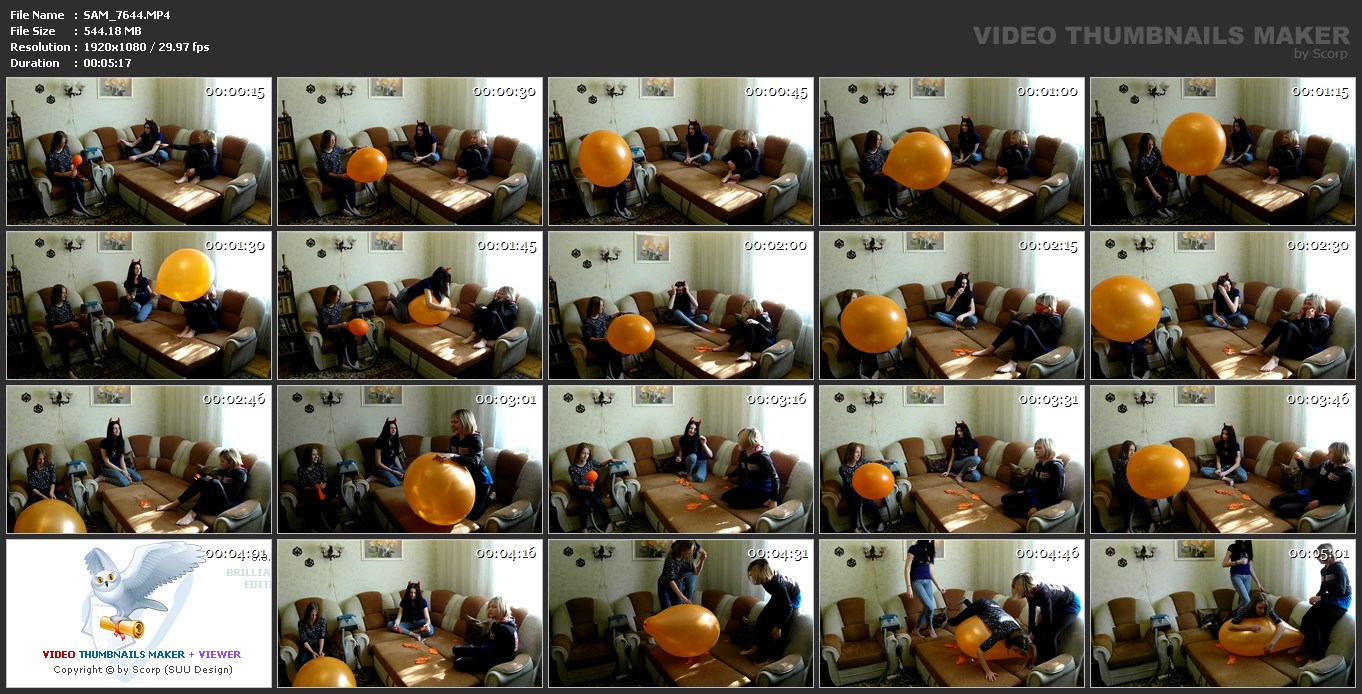 File Name : SAM_7644.MP4
File Size : 544.18 MB
Resolution : 1920x1080 / 29.97 fps
Duration : 00:05:17
VIDEO THUMBNAILS MAKER
by Scorp
00:00:15 00:00:30 00:00:45 00:01:00 00:01:15
00:01:30 00:01:45 00:02:00 00:02:15 00:02:30
00:02:46 00:03:01 00:03:16 00:03:31 00:03:46
00:04:01 00:04:16 00:04:31 00:04:46 00:05:01
BRILLIA
EDITI
VIDEO THUMBNAILS MAKER + VIEWER
Copyright © by Scorp (SUU Design)